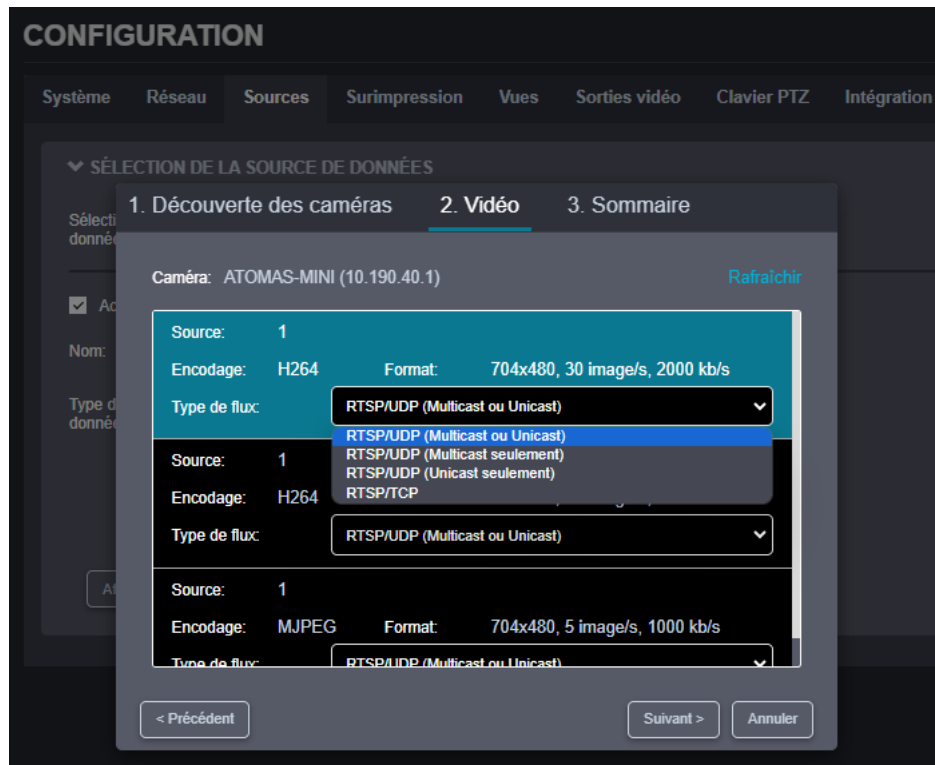 CONFIGURATION
Système Réseau Sources Surimpression Vues Sorties vidéo Clavier PTZ Intégration
SÉLECTION DE LA SOURCE DE DONNÉES
1. Découverte des caméras 2. Vidéo 3. Sommaire
Caméra: ATOMAS-MINI (10.190.40.1) Rafraîchir
Nom:
Source: 1
Encodage: H264 Format: 704x480, 30 image/s, 2000 kb/s
Type de flux: RTSP/UDP (Multicast ou Unicast)
RTSP/UDP (Multicast ou Unicast)
RTSP/UDP (Multicast seulement)
RTSP/UDP (Unicast seulement)
RTSP/TCP
Source: 1
Encodage: H264
Type de flux: RTSP/UDP (Multicast ou Unicast)
Source: 1
Encodage: MJPEG Format: 704x480, 5 image/s, 1000 kb/s
Type de flux: RTSP/UDP (Multicast ou Unicast)
< Précédent Suivant > Annuler